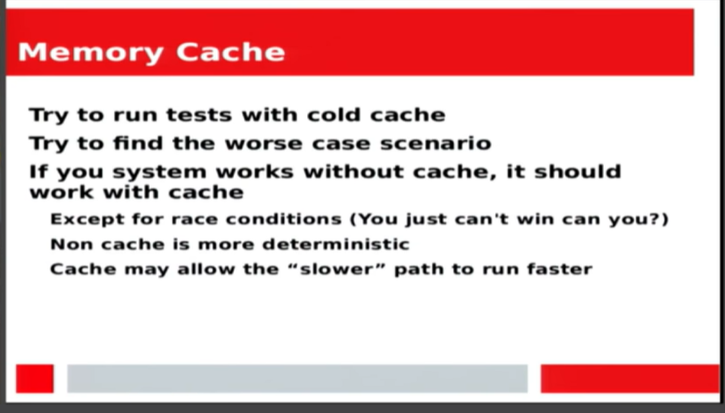 Memory Cache
Try to run tests with cold cache
Try to find the worse case scenario
If you system works without cache, it should
work with cache
Except for race conditions (You just can't win can you?)
Non cache is more deterministic
Cache may allow the “slower” path to run faster